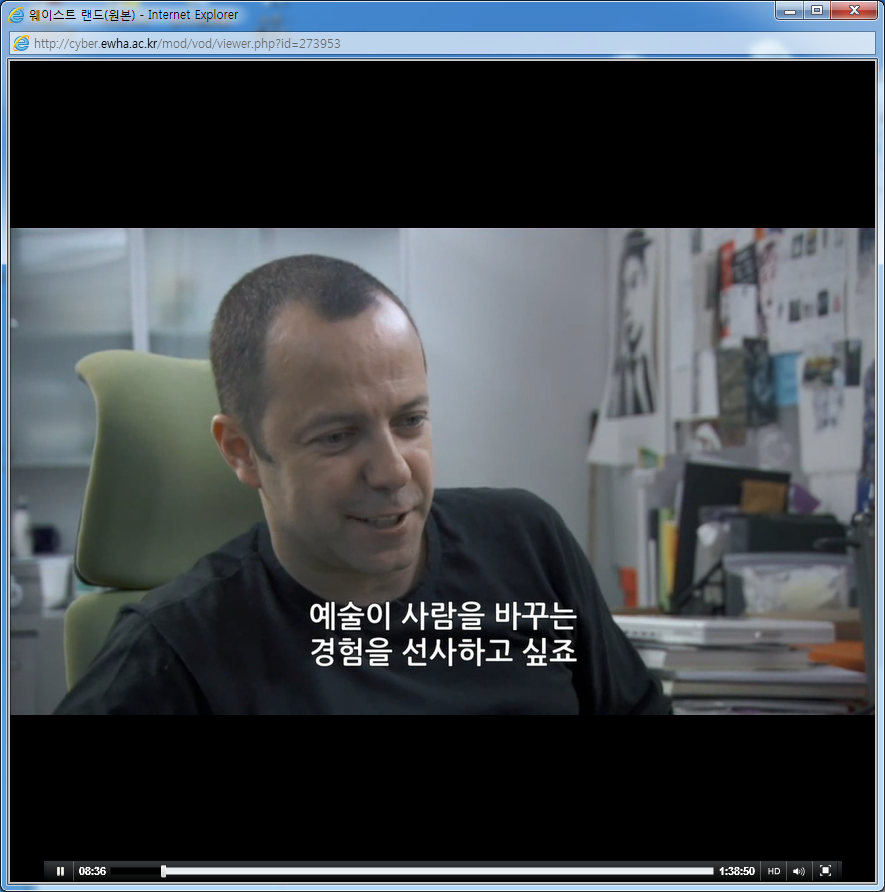 웨이스트 랜드(원본) - Internet Explorer
http://cyber.ewha.ac.kr/mod/vod/viewer.php?id=273953
예술이 사람을 바꾸는
경험을 선사하고 싶죠
08:36
1:38:50
HD